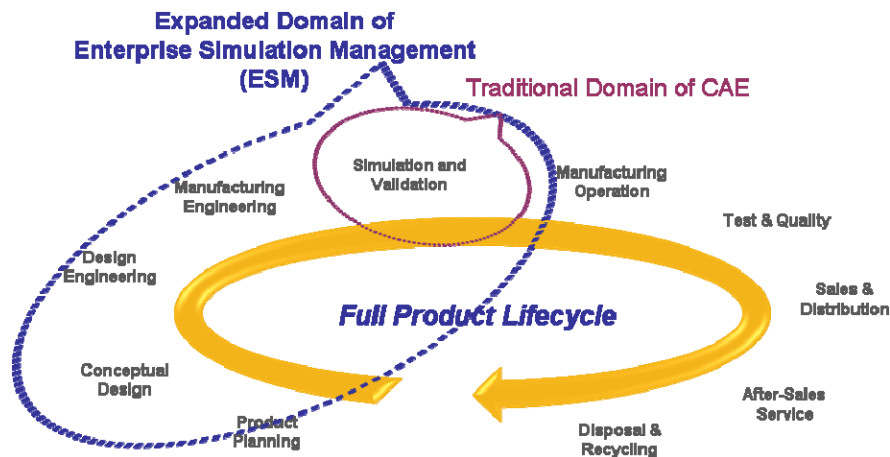 Expanded Domain of
Enterprise Simulation Management
(ESM)
Traditional Domain of CAE
Simulation and
Validation
Manufacturing
Operation
Manufacturing
Engineering
Test & Quality
Design
Engineering
Sales &
Distribution
Full Product Lifecycle
Conceptual
Design
After-Sales
Service
Product
Planning
Disposal &
Recycling